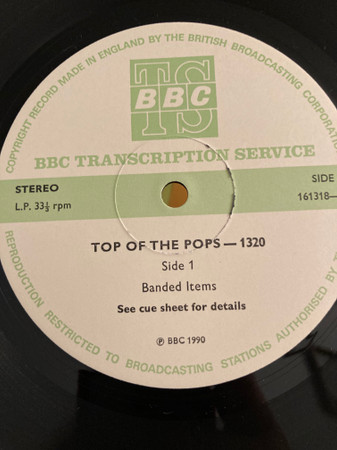 COPYRIGHT RECORD MADE IN ENGLAND BY THE BRITISH BROADCASTING CORPORATION
TS
BBC
BBC TRANSCRIPTION SERVICE
STEREO
SIDE
L.P. 33⅓ rpm
161318—
TOP OF THE POPS — 1320
Side 1
Banded Items
See cue sheet for details
℗ BBC 1990
REPRODUCTION RESTRICTED TO BROADCASTING STATIONS AUTHORISED BY